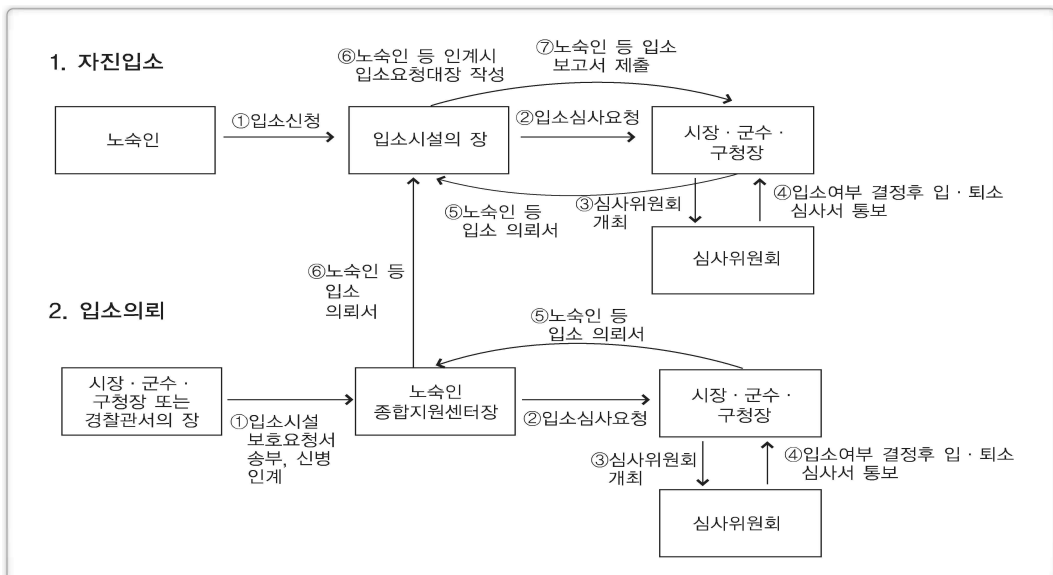 1. 자진입소
⑥노숙인 등 인계시
입소요청대장 작성
⑦노숙인 등 입소
보고서 제출
노숙인
①입소신청
입소시설의 장
②입소심사요청
시장 · 군수 ·
구청장
⑤노숙인 등
입소 의뢰서
③심사위원회
개최
④입소여부 결정후 입 · 퇴소
심사서 통보
심사위원회
⑥노숙인 등
입소
의뢰서
2. 입소의뢰
⑤노숙인 등
입소 의뢰서
시장 · 군수 ·
구청장 또는
경찰관서의 장
①입소시설
보호요청서
송부, 신병
인계
노숙인
종합지원센터장
②입소심사요청
시장 · 군수 ·
구청장
③심사위원회
개최
④입소여부 결정후 입 · 퇴소
심사서 통보
심사위원회